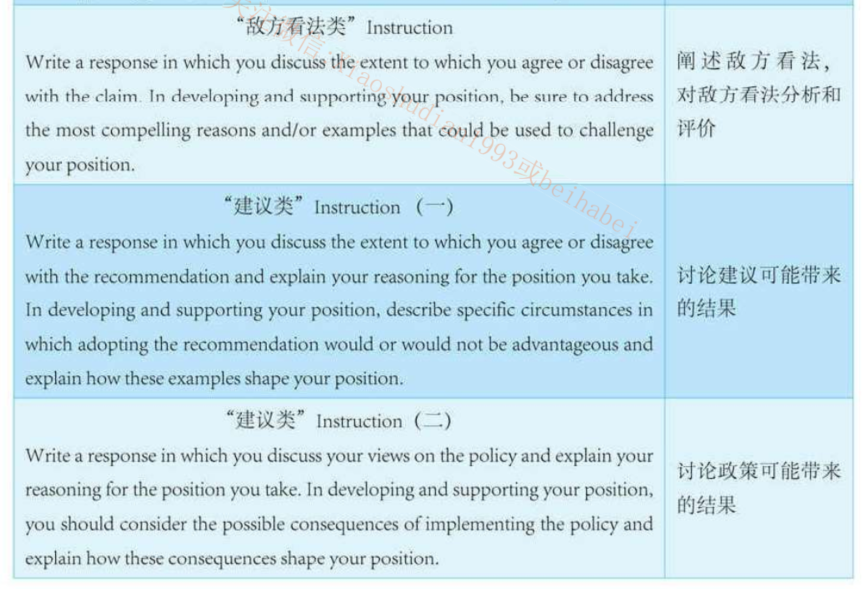 “敌方看法类” Instruction
Write a response in which you discuss the extent to which you agree or disagree
with the claim. In developing and supporting your position, be sure to address
the most compelling reasons and/or examples that could be used to challenge
your position.
阐述敌方看法，
对敌方看法分析和
评价
“建议类” Instruction （一）
Write a response in which you discuss the extent to which you agree or disagree
with the recommendation and explain your reasoning for the position you take.
In developing and supporting your position, describe specific circumstances in
which adopting the recommendation would or would not be advantageous and
explain how these examples shape your position.
讨论建议可能带来
的结果
“建议类” Instruction （二）
Write a response in which you discuss your views on the policy and explain your
reasoning for the position you take. In developing and supporting your position,
you should consider the possible consequences of implementing the policy and
explain how these consequences shape your position.
讨论政策可能带来
的结果
微信:xiaoshudian1993或beihabei